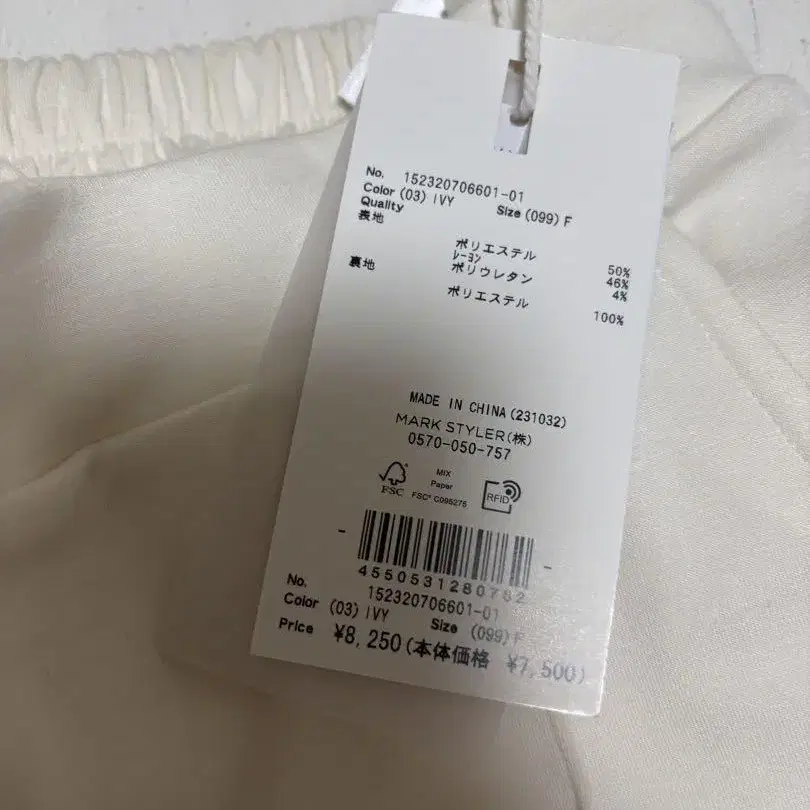 No. 152320706601-01
Color (03) IVY Size (099) F
Quality
表地 ポリエステル 50%
レーヨン 46%
ポリウレタン 4%
裏地 ポリエステル 100%
MADE IN CHINA (231032)
MARK STYLER(株)
0570-050-757
FSC
MIX
Paper
FSC® C095275
RFID
4550531280782
No. 152320706601-01
Color (03) IVY Size (099) F
Price ¥8,250(本体価格 ¥7,500)